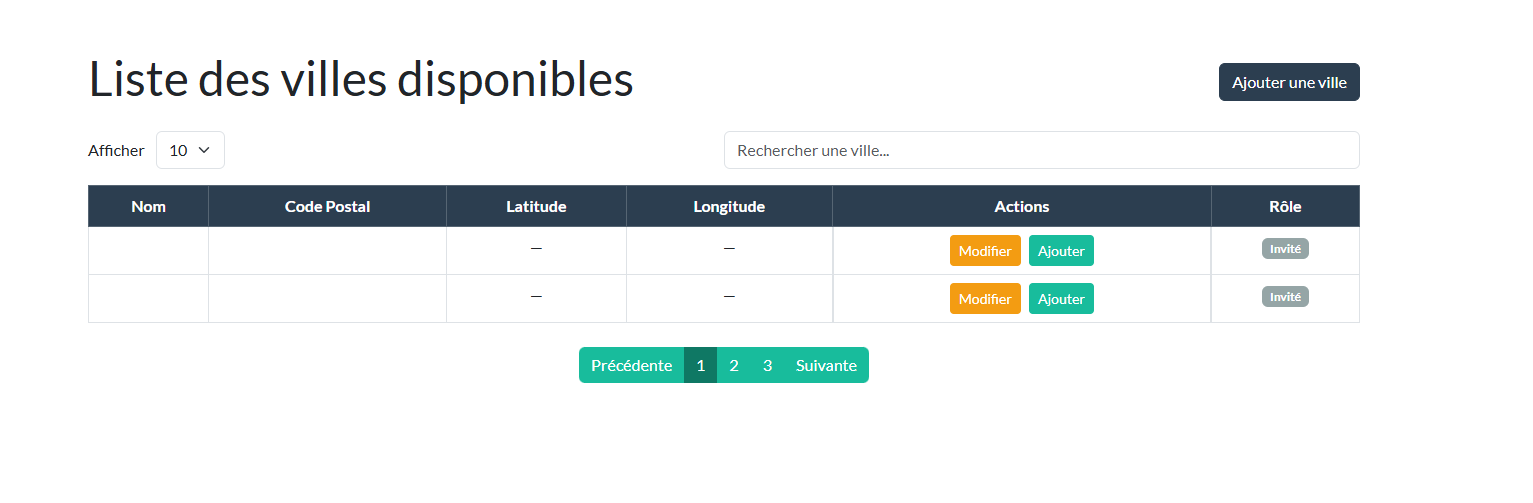 Liste des villes disponibles
Ajouter une ville
Afficher 10
Rechercher une ville...
Nom Code Postal Latitude Longitude Actions Rôle
— — Modifier Ajouter Invité
— — Modifier Ajouter Invité
Précédente 1 2 3 Suivante